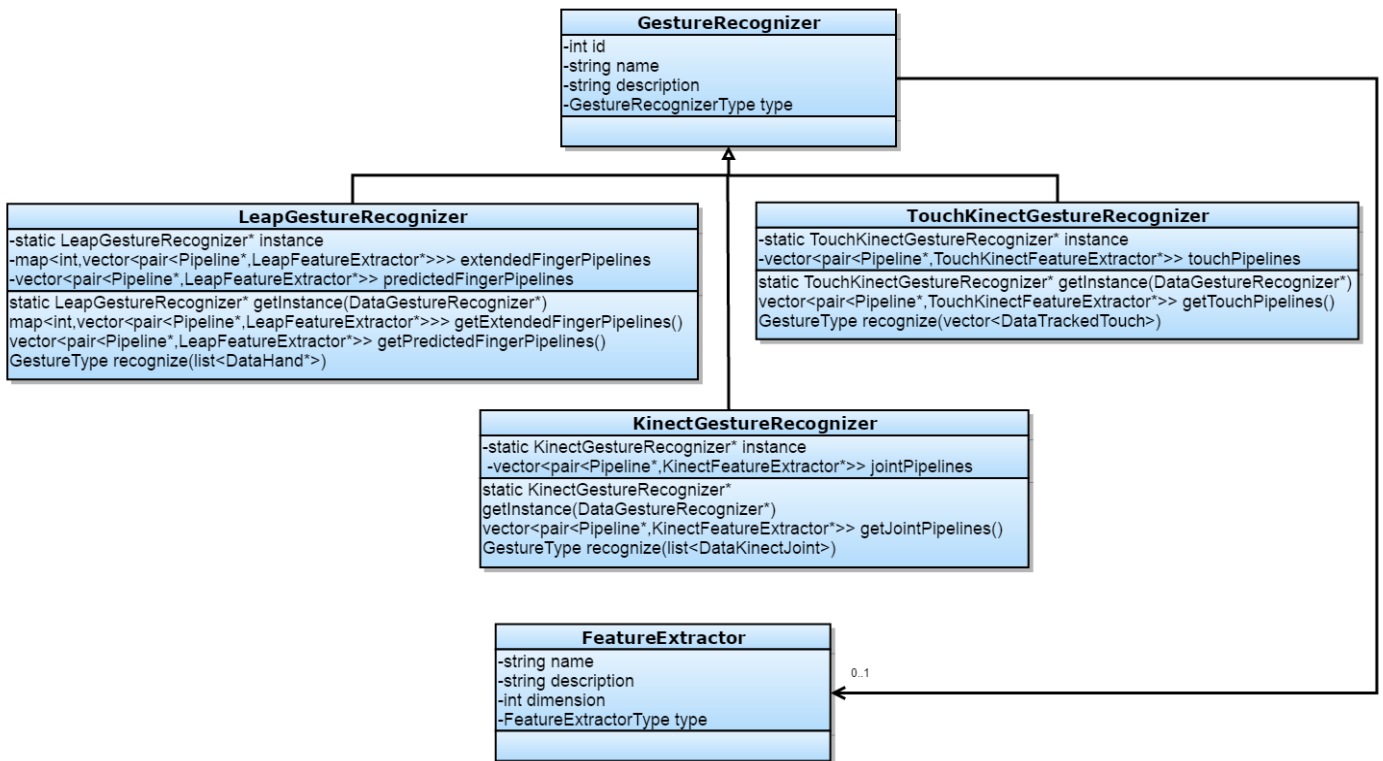 GestureRecognizer
-int id
-string name
-string description
-GestureRecognizerType type
LeapGestureRecognizer
-static LeapGestureRecognizer* instance
-map<int,vector<pair<Pipeline*,LeapFeatureExtractor*>>> extendedFingerPipelines
-vector<pair<Pipeline*,LeapFeatureExtractor*>> predictedFingerPipelines
static LeapGestureRecognizer* getInstance(DataGestureRecognizer*)
map<int,vector<pair<Pipeline*,LeapFeatureExtractor*>>> getExtendedFingerPipelines()
vector<pair<Pipeline*,LeapFeatureExtractor*>> getPredictedFingerPipelines()
GestureType recognize(list<DataHand*>)
TouchKinectGestureRecognizer
-static TouchKinectGestureRecognizer* instance
-vector<pair<Pipeline*,TouchKinectFeatureExtractor*>> touchPipelines
static TouchKinectGestureRecognizer* getInstance(DataGestureRecognizer*)
vector<pair<Pipeline*,TouchKinectFeatureExtractor*>> getTouchPipelines()
GestureType recognize(vector<DataTrackedTouch>)
KinectGestureRecognizer
-static KinectGestureRecognizer* instance
-vector<pair<Pipeline*,KinectFeatureExtractor*>> jointPipelines
static KinectGestureRecognizer*
getInstance(DataGestureRecognizer*)
vector<pair<Pipeline*,KinectFeatureExtractor*>> getJointPipelines()
GestureType recognize(list<DataKinectJoint>)
FeatureExtractor
-string name
-string description
-int dimension
-FeatureExtractorType type
0..1